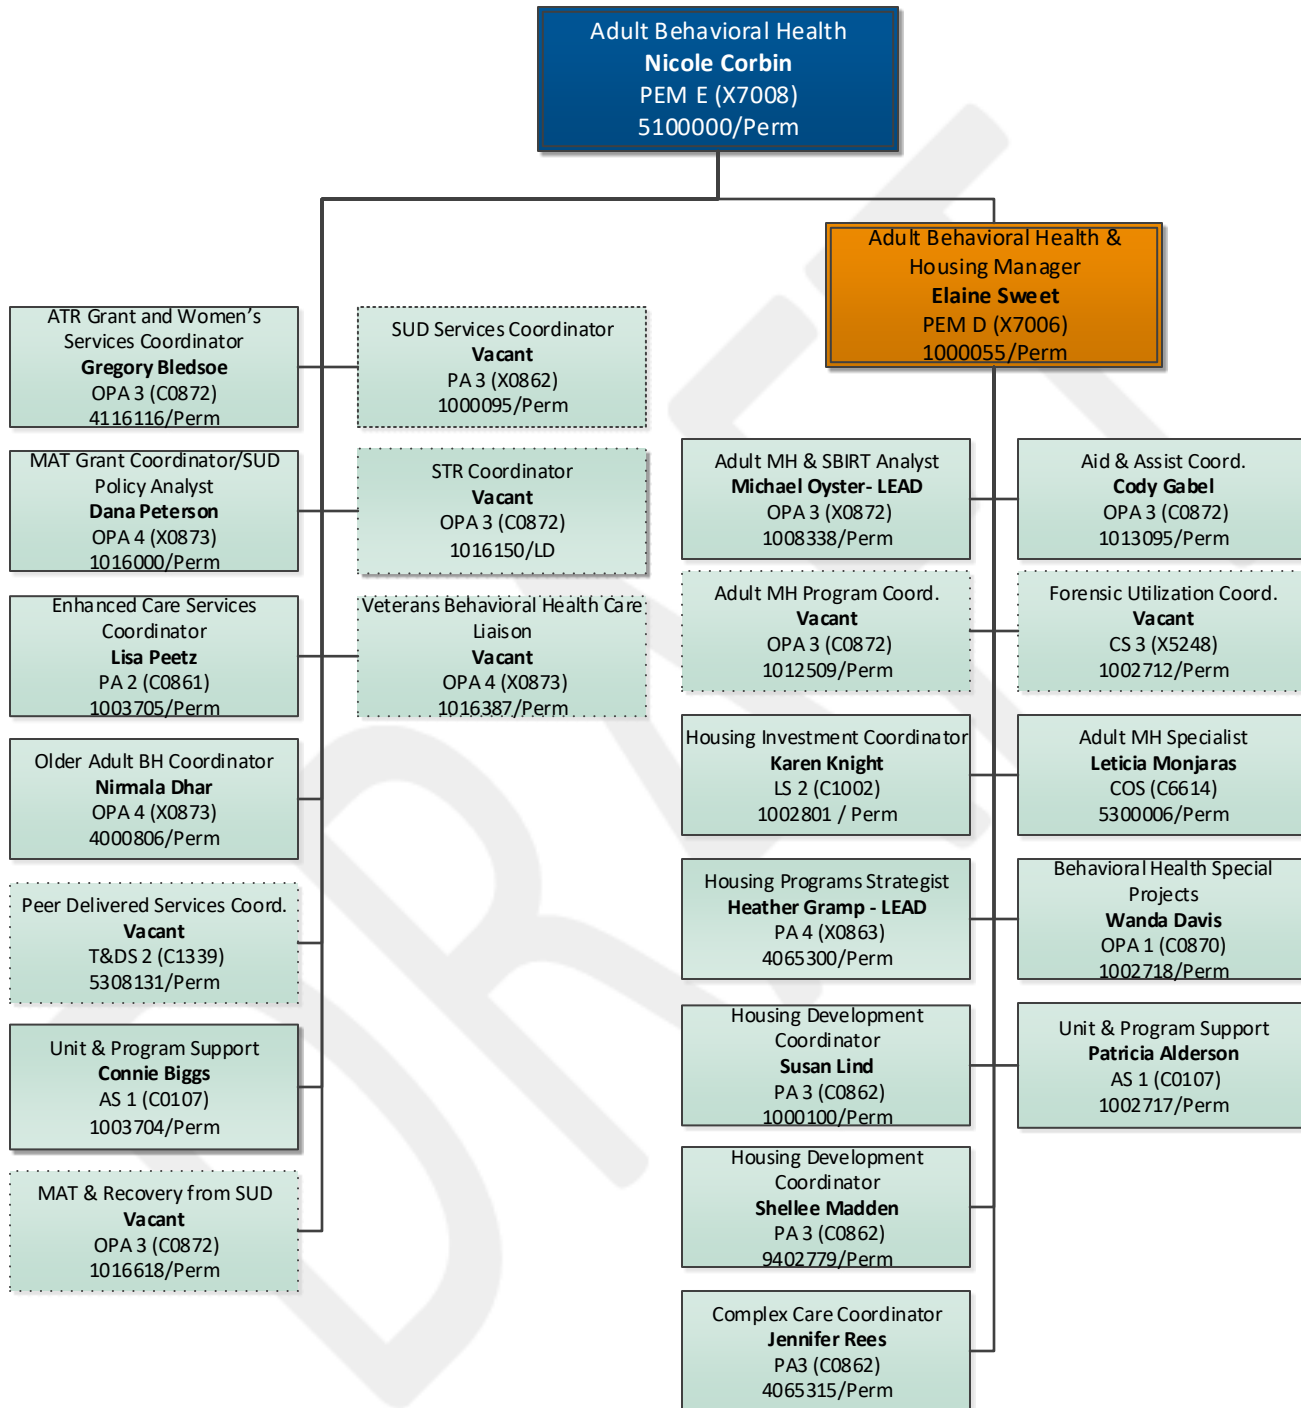 Adult Behavioral Health
Nicole Corbin
PEM E (X7008)
5100000/Perm
Adult Behavioral Health &
Housing Manager
Elaine Sweet
PEM D (X7006)
1000055/Perm
ATR Grant and Women's
Services Coordinator
Gregory Bledsoe
OPA 3 (C0872)
4116116/Perm
SUD Services Coordinator
Vacant
PA 3 (X0862)
1000095/Perm
MAT Grant Coordinator/SUD
Policy Analyst
Dana Peterson
OPA 4 (X0873)
1016000/Perm
STR Coordinator
Vacant
OPA 3 (C0872)
1016150/LD
Enhanced Care Services
Coordinator
Lisa Peetz
PA 2 (C0861)
1003705/Perm
Veterans Behavioral Health Care
Liaison
Vacant
OPA 4 (X0873)
1016387/Perm
Older Adult BH Coordinator
Nirmala Dhar
OPA 4 (X0873)
4000806/Perm
Peer Delivered Services Coord.
Vacant
T&DS 2 (C1339)
5308131/Perm
Unit & Program Support
Connie Biggs
AS 1 (C0107)
1003704/Perm
MAT & Recovery from SUD
Vacant
OPA 3 (C0872)
1016618/Perm
Adult MH & SBIRT Analyst
Michael Oyster- LEAD
OPA 3 (X0872)
1008338/Perm
Aid & Assist Coord.
Cody Gabel
OPA 3 (C0872)
1013095/Perm
Adult MH Program Coord.
Vacant
OPA 3 (C0872)
1012509/Perm
Forensic Utilization Coord.
Vacant
CS 3 (X5248)
1002712/Perm
Housing Investment Coordinator
Karen Knight
LS 2 (C1002)
1002801 / Perm
Adult MH Specialist
Leticia Monjaras
COS (C6614)
5300006/Perm
Housing Programs Strategist
Heather Gramp - LEAD
PA 4 (X0863)
4065300/Perm
Behavioral Health Special
Projects
Wanda Davis
OPA 1 (C0870)
1002718/Perm
Housing Development
Coordinator
Susan Lind
PA 3 (C0862)
1000100/Perm
Unit & Program Support
Patricia Alderson
AS 1 (C0107)
1002717/Perm
Housing Development
Coordinator
Shellee Madden
PA 3 (C0862)
9402779/Perm
Complex Care Coordinator
Jennifer Rees
PA3 (C0862)
4065315/Perm
DRAFT